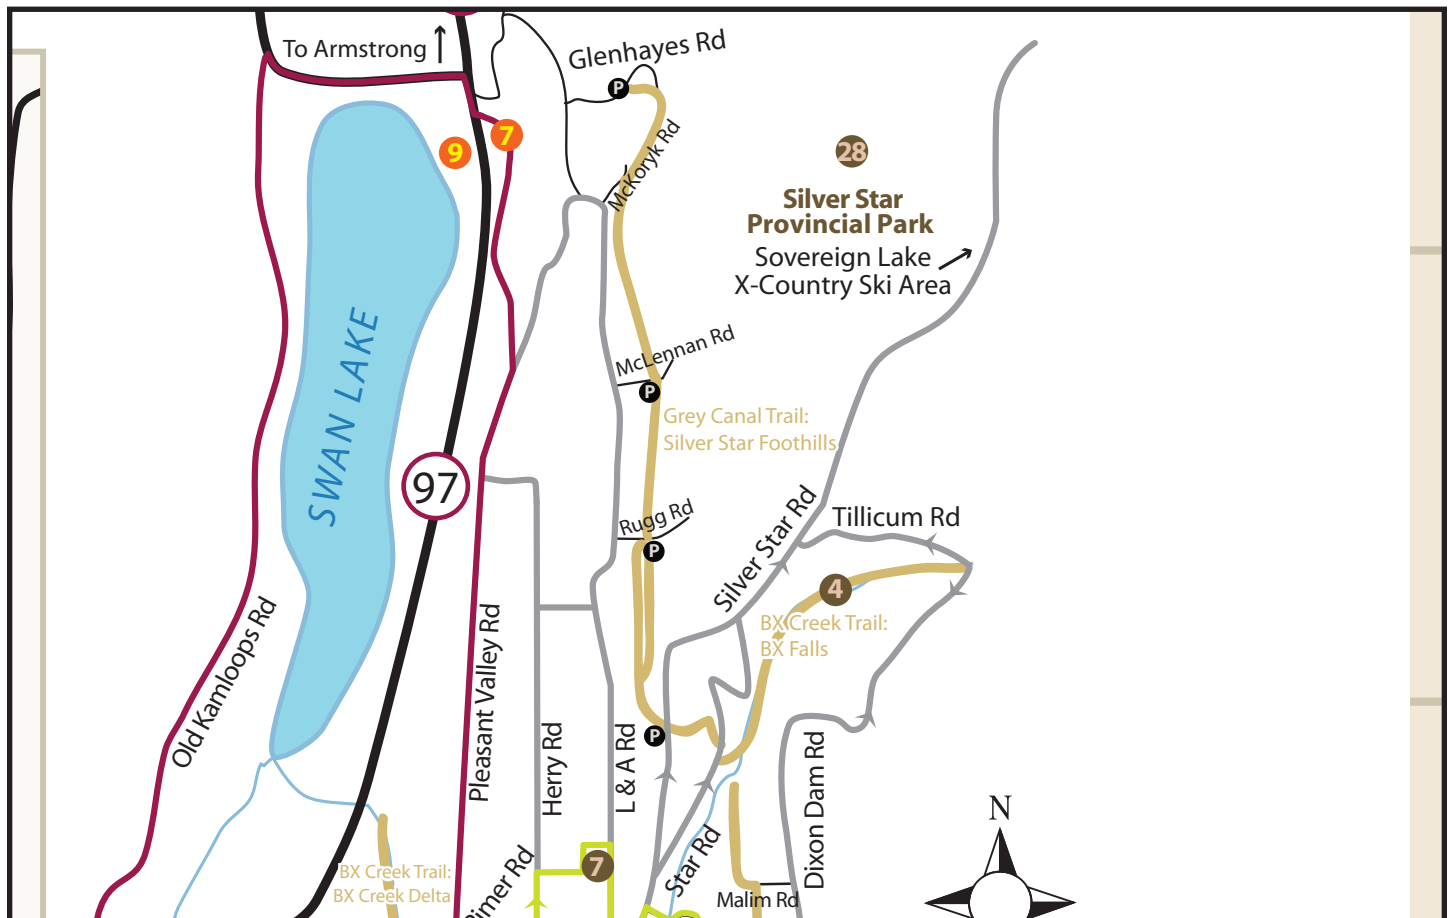 To Armstrong
Glenhayes Rd
P
McKoryk Rd
9
7
28
Silver Star
Provincial Park
Sovereign Lake
X-Country Ski Area
SWAN LAKE
McLennan Rd
P
Grey Canal Trail:
Silver Star Foothills
97
Rugg Rd
P
Silver Star Rd
Tillicum Rd
4
BX Creek Trail:
BX Falls
Old Kamloops Rd
Pleasant Valley Rd
Herry Rd
L & A Rd
P
Dixon Dam Rd
N
BX Creek Trail:
BX Creek Delta
7
Star Rd
Malim Rd